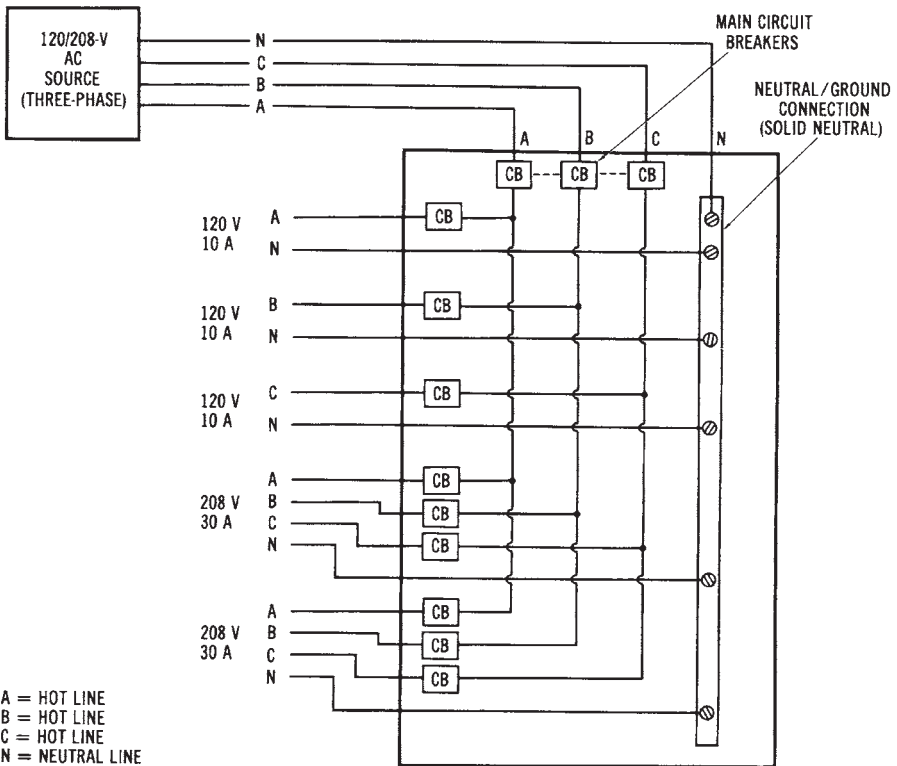 120/208-V
AC
SOURCE
(THREE-PHASE)
N
C
B
A
MAIN CIRCUIT
BREAKERS
NEUTRAL/GROUND
CONNECTION
(SOLID NEUTRAL)
A
B
C
N
CB
CB
CB
120 V
10 A
A
N
CB
120 V
10 A
B
N
CB
120 V
10 A
C
N
CB
208 V
30 A
A
B
C
N
CB
CB
CB
208 V
30 A
A
B
C
N
CB
CB
CB
A = HOT LINE
B = HOT LINE
C = HOT LINE
N = NEUTRAL LINE